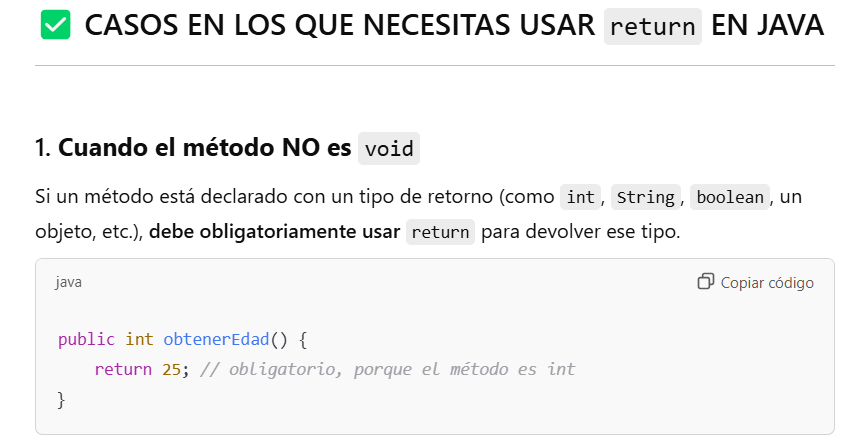 ✅ CASOS EN LOS QUE NECESITAS USAR return EN JAVA
1. Cuando el método NO es void
Si un método está declarado con un tipo de retorno (como int, String, boolean, un
objeto, etc.), debe obligatoriamente usar return para devolver ese tipo.
java
Copiar código
public int obtenerEdad() {
    return 25; // obligatorio, porque el método es int
}